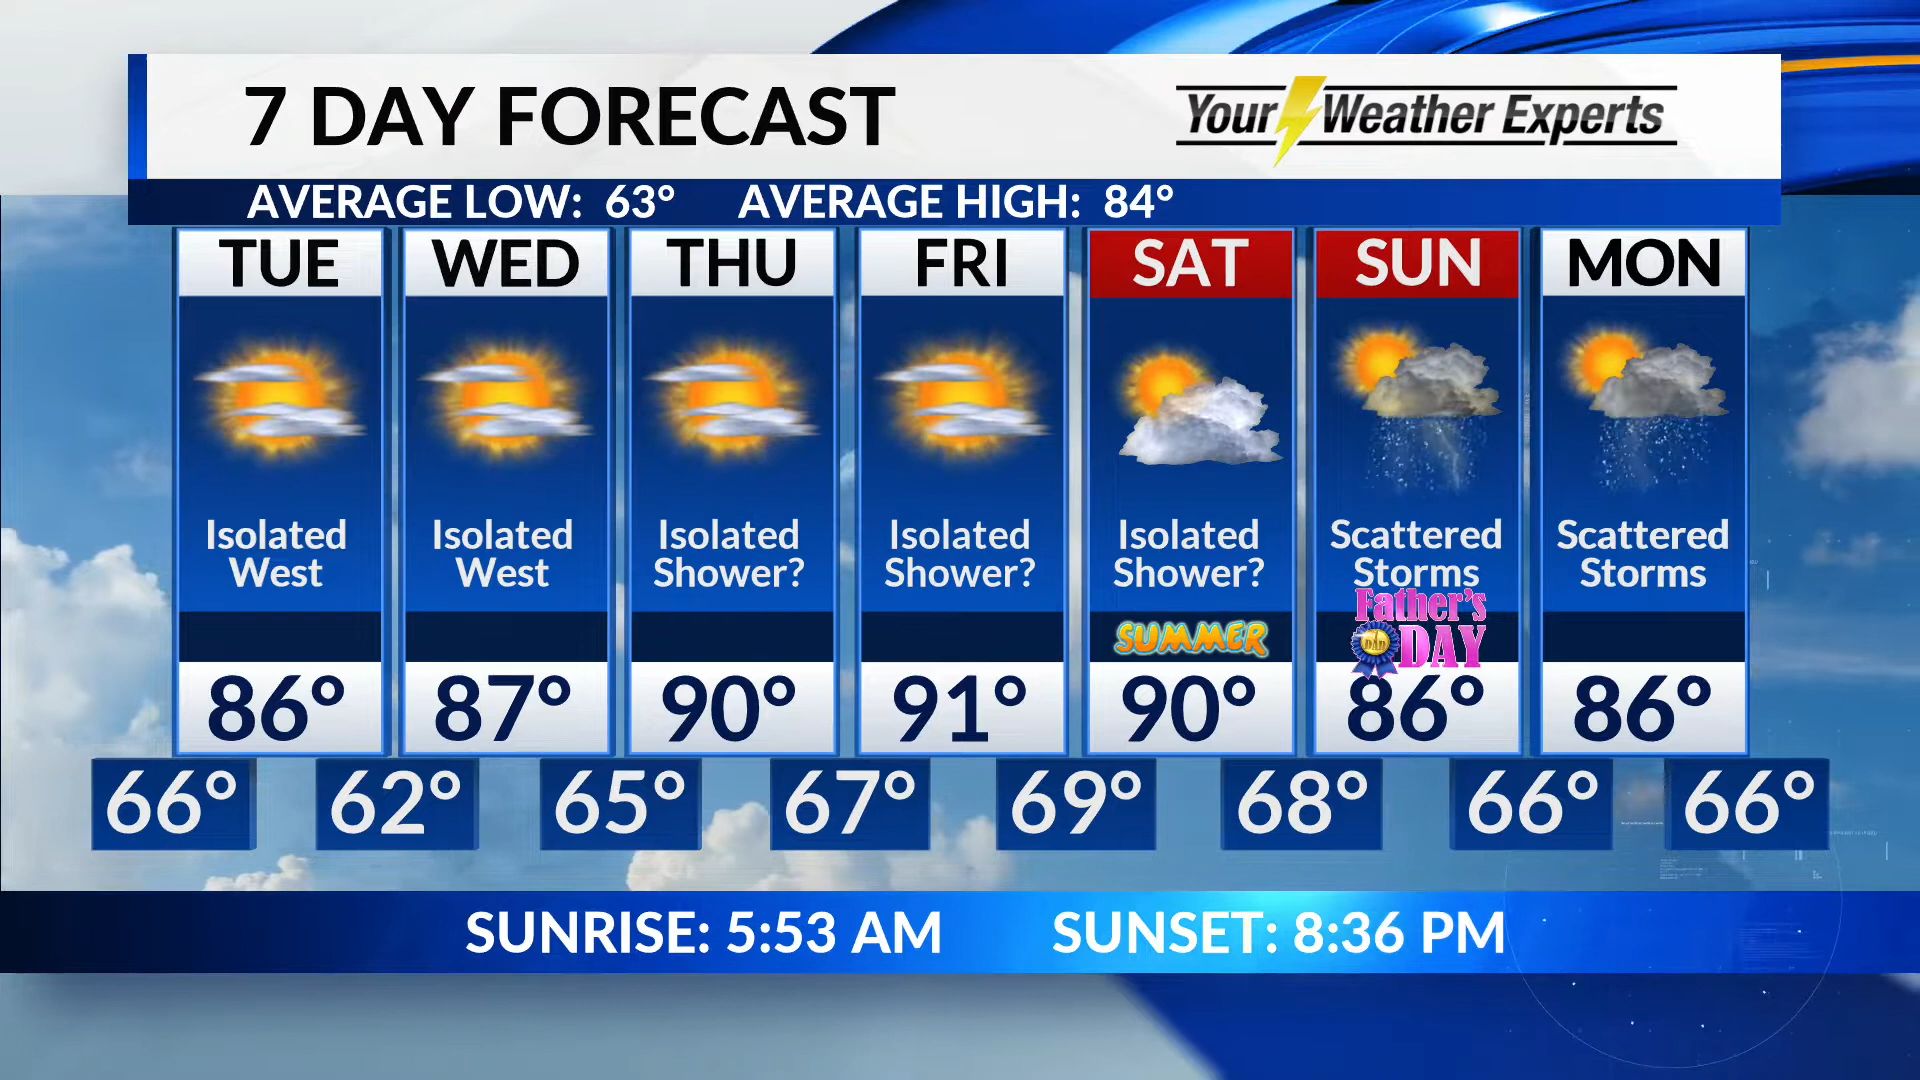 7 DAY FORECAST
Your Weather Experts
AVERAGE LOW: 63° AVERAGE HIGH: 84°
TUE WED THU FRI SAT SUN MON
Isolated West
Isolated West
Isolated Shower?
Isolated Shower?
Isolated Shower?
Scattered Storms
Scattered Storms
SUMMER
Father's
DAD DAY
86° 87° 90° 91° 90° 86° 86°
66° 62° 65° 67° 69° 68° 66° 66°
SUNRISE: 5:53 AM SUNSET: 8:36 PM